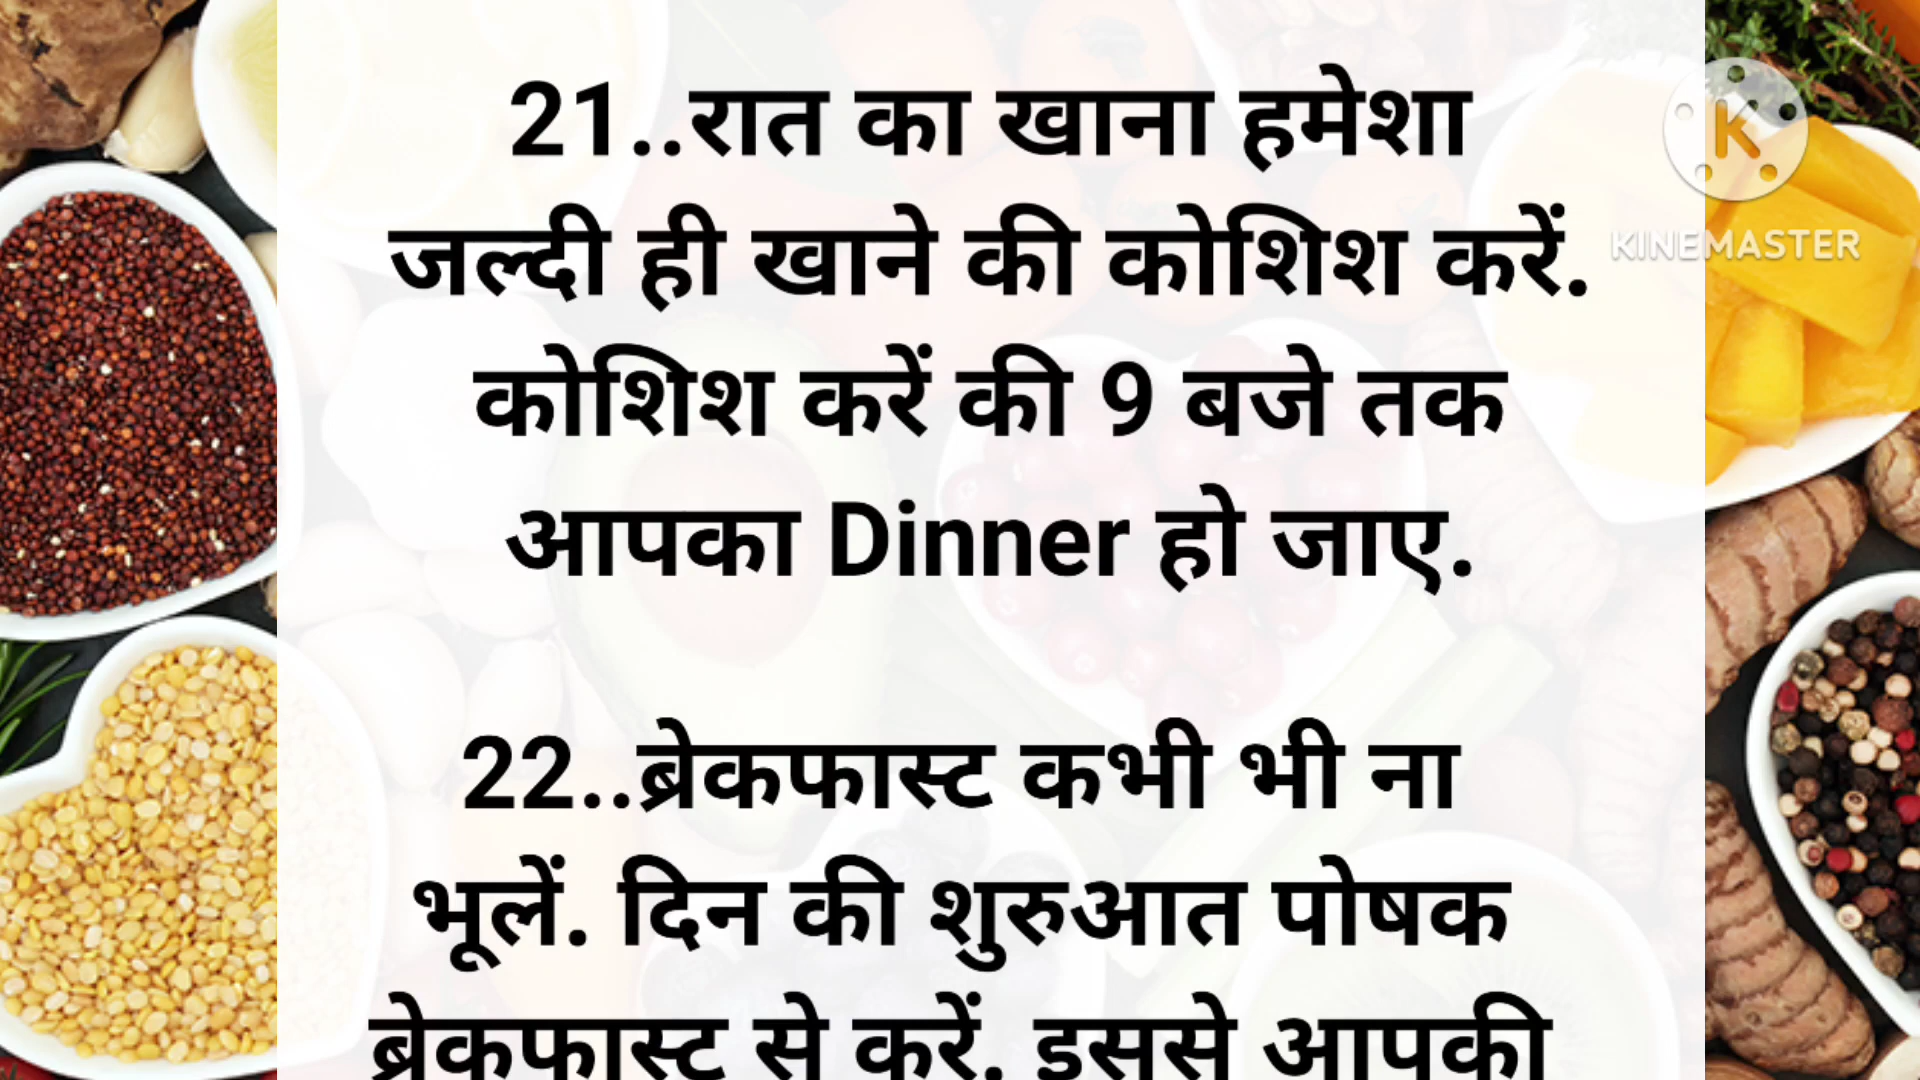 21..रात का खाना हमेशा
जल्दी ही खाने की कोशिश करें.
कोशिश करें की 9 बजे तक
आपका Dinner हो जाए.
22..ब्रेकफास्ट कभी भी ना
भूलें. दिन की शुरुआत पोषक
ब्रेकफास्ट से करें. इससे आपकी
K
KINEMASTER